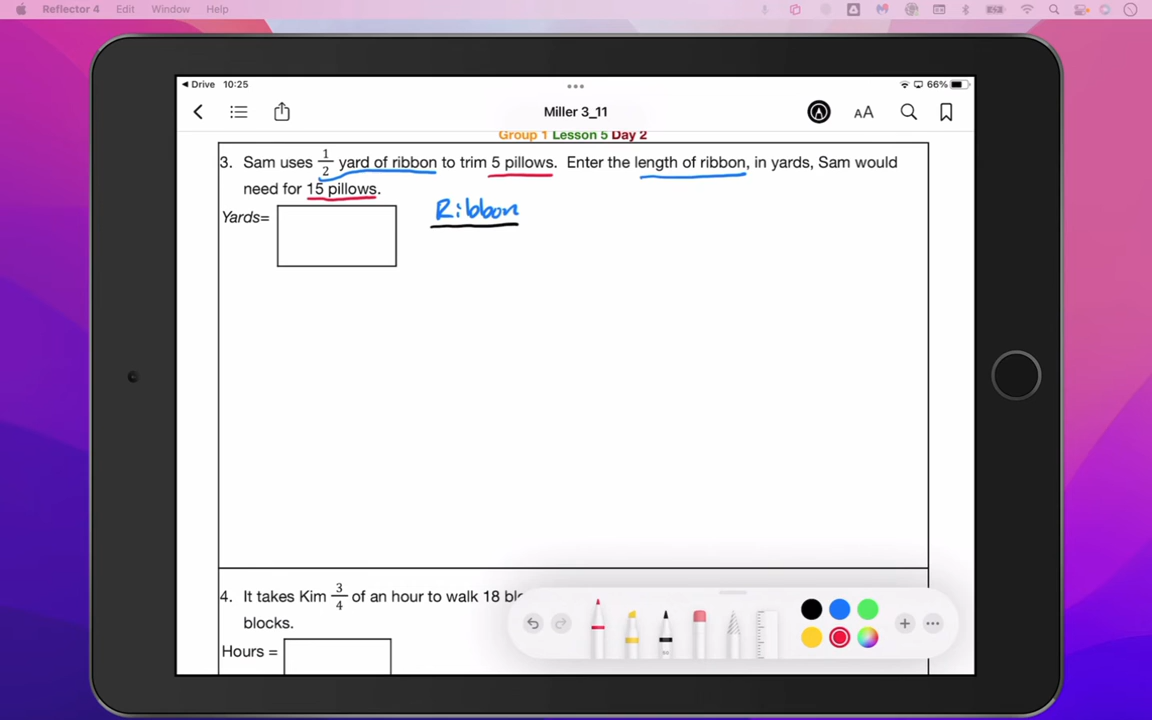 Reflector 4 Edit Window Help
Drive 10:25 66%
Miller 3_11 AA
Group 1 Lesson 5 Day 2
3. Sam uses 1/2 yard of ribbon to trim 5 pillows. Enter the length of ribbon, in yards, Sam would
need for 15 pillows.
Yards=
Ribbon
4. It takes Kim 3/4 of an hour to walk 18
blocks.
Hours =